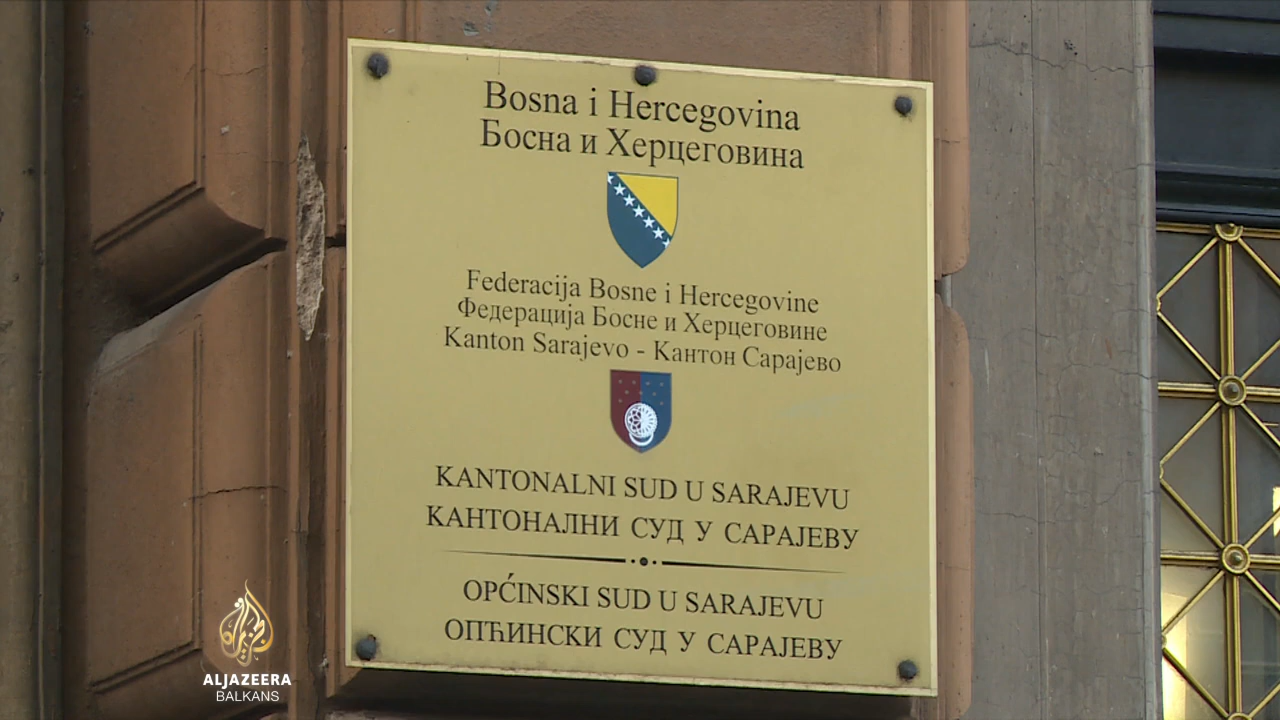 Bosna i Hercegovina
Босна и Херцеговина
Federacija Bosne i Hercegovine
Федерација Босне и Херцеговине
Kanton Sarajevo - Кантон Сарајево
KANTONALNI SUD U SARAJEVU
КАНТОНАЛНИ СУД У САРАЈЕВУ
OPĆINSKI SUD U SARAJEVU
ОПЋИНСКИ СУД У САРАЈЕВУ
ALJAZEERA
BALKANS